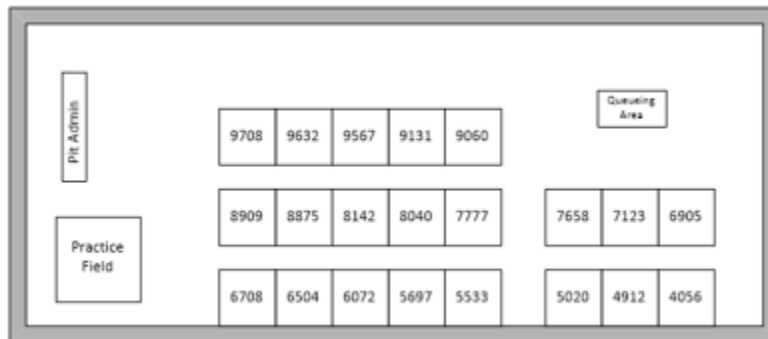 Pit Admin
Queueing
Area
9708 9632 9567 9131 9060
8909 8875 8142 8040 7777
7658 7123 6905
Practice
Field
6708 6504 6072 5697 5533
5020 4912 4056